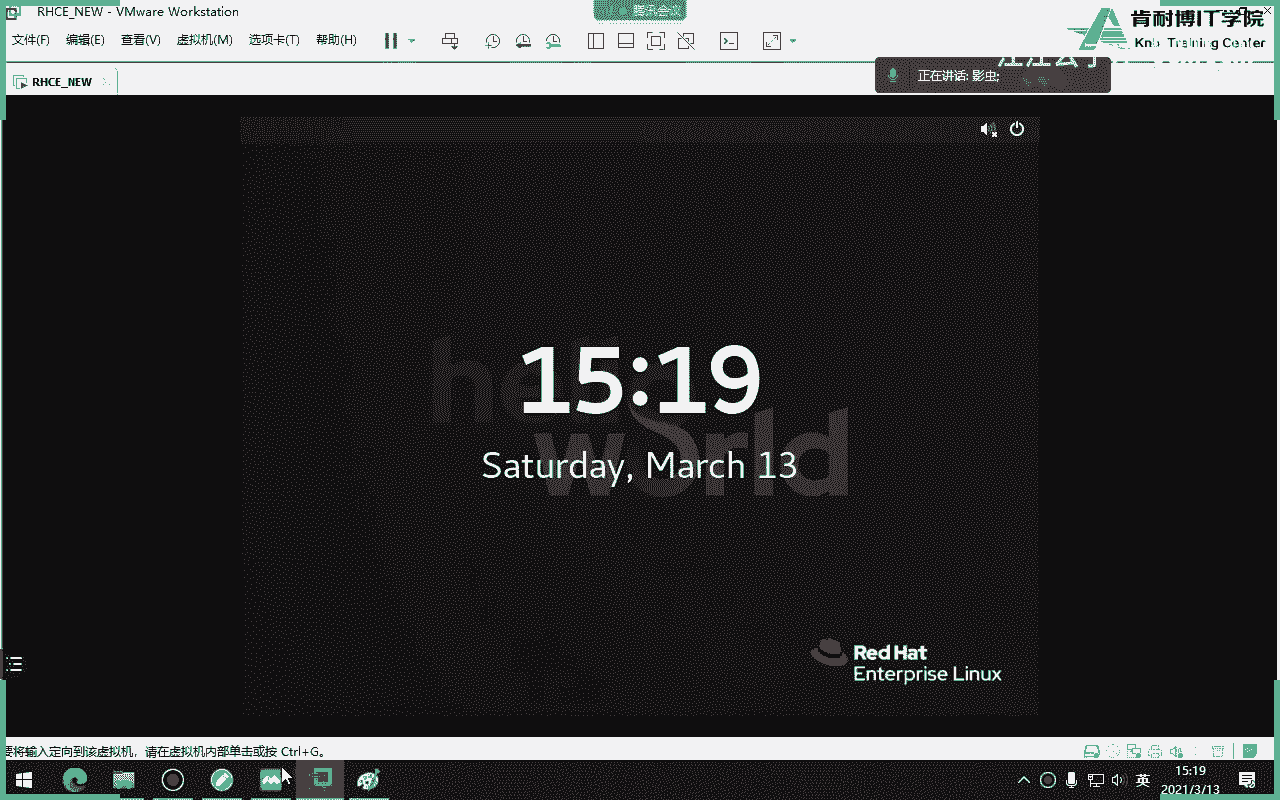 RHCE_NEW - VMware Workstation
腾讯会议
肯耐博IT学院
文件(F) 编辑(E) 查看(V) 虚拟机(M) 选项卡(T) 帮助(H)
Knb Training Center
RHCE_NEW
正在讲话: 影虫;
hello
world
15:19
Saturday, March 13
Red Hat
Enterprise Linux
要将输入定向到该虚拟机，请在虚拟机内部单击或按 Ctrl+G。
英
15:19
2021/3/13